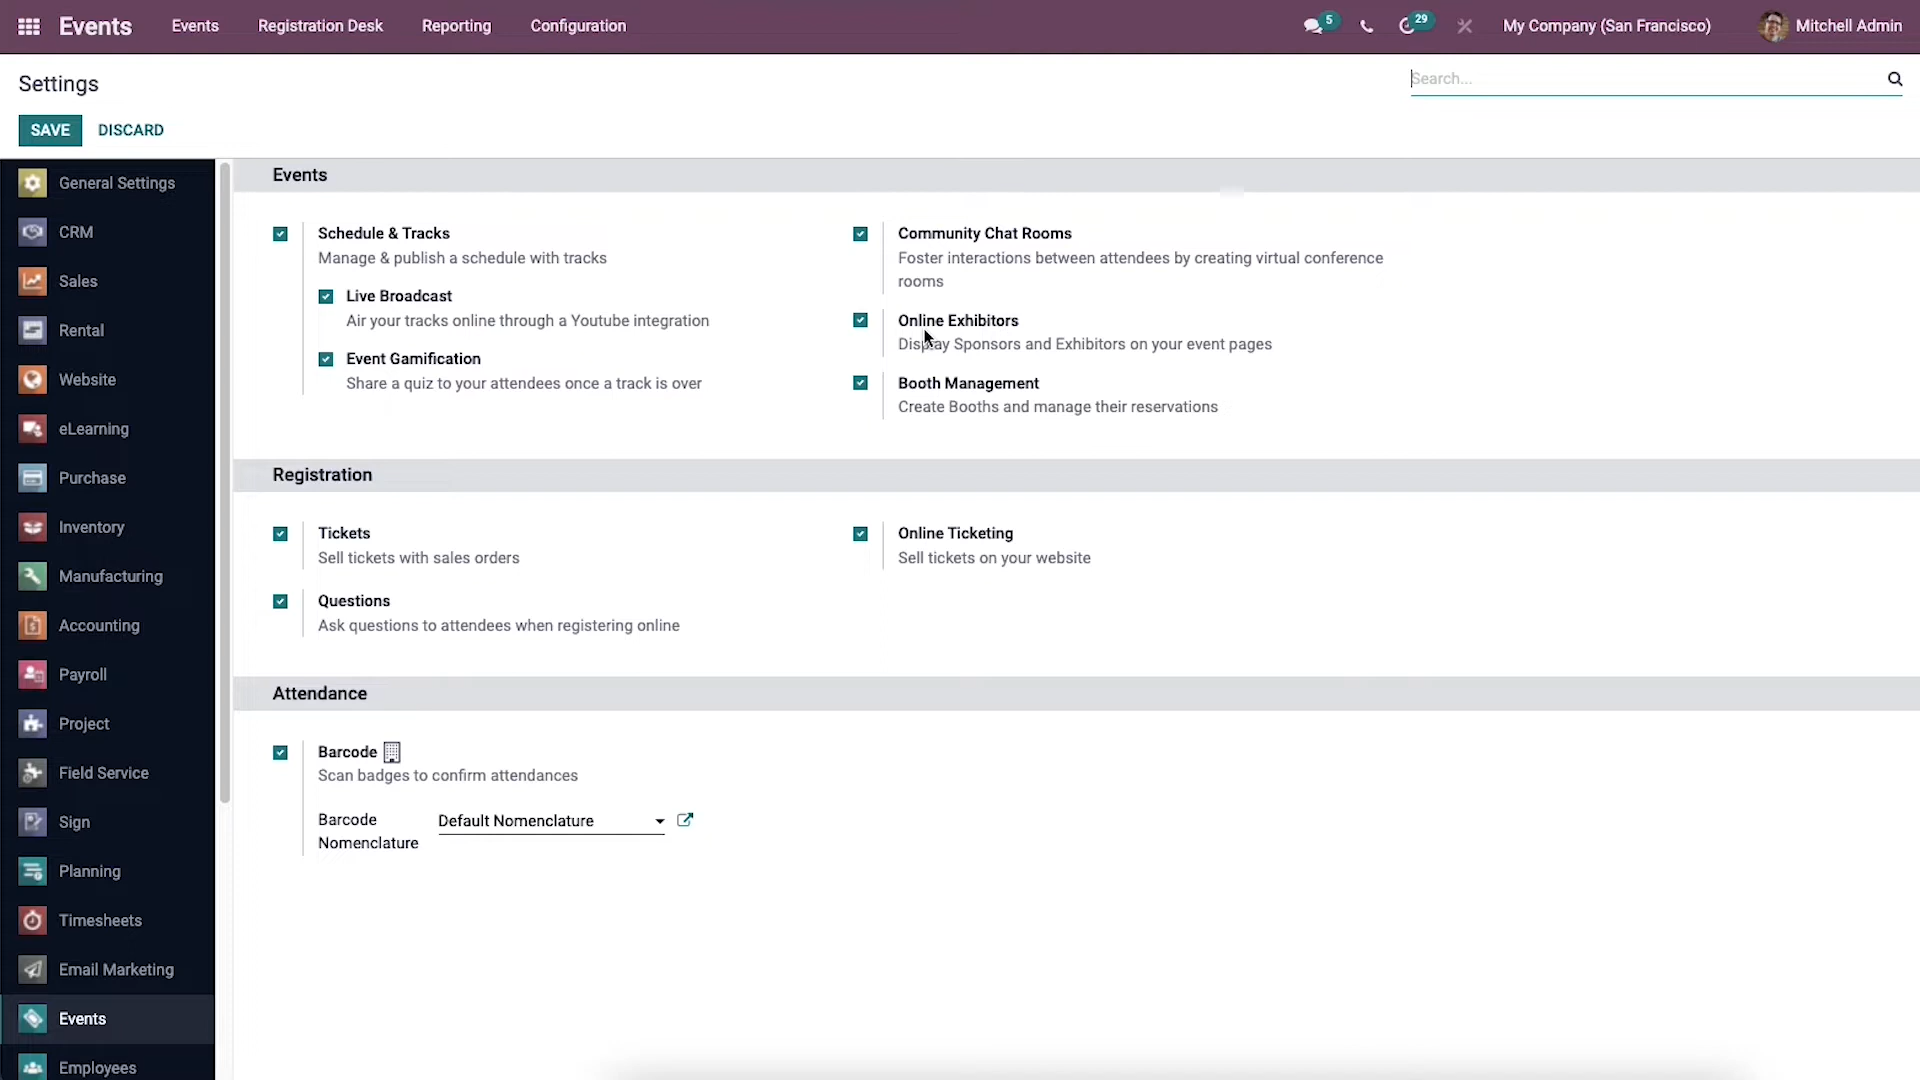 Events
Events
Registration Desk
Reporting
Configuration
5
29
My Company (San Francisco)
Mitchell Admin
Settings
Search...
SAVE
DISCARD
General Settings
CRM
Sales
Rental
Website
eLearning
Purchase
Inventory
Manufacturing
Accounting
Payroll
Project
Field Service
Sign
Planning
Timesheets
Email Marketing
Events
Employees
Events
Schedule & Tracks
Manage & publish a schedule with tracks
Live Broadcast
Air your tracks online through a Youtube integration
Event Gamification
Share a quiz to your attendees once a track is over
Community Chat Rooms
Foster interactions between attendees by creating virtual conference
rooms
Online Exhibitors
Display Sponsors and Exhibitors on your event pages
Booth Management
Create Booths and manage their reservations
Registration
Tickets
Sell tickets with sales orders
Online Ticketing
Sell tickets on your website
Questions
Ask questions to attendees when registering online
Attendance
Barcode
Scan badges to confirm attendances
Barcode
Nomenclature
Default Nomenclature